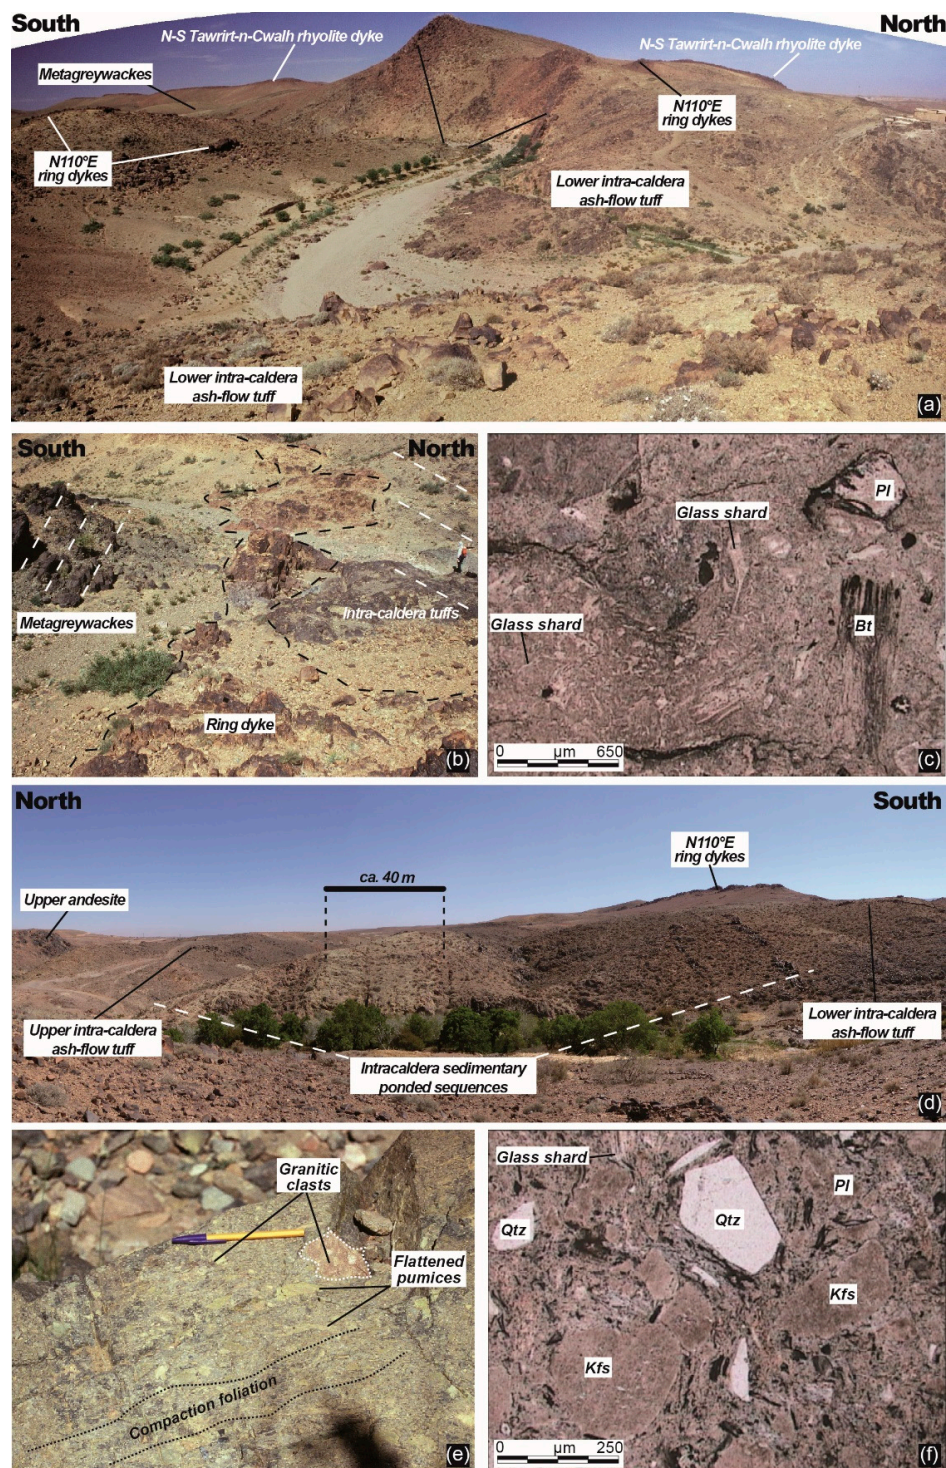 South
North
N-S Tawrirt-n-Cwalh rhyolite dyke
N-S Tawrirt-n-Cwalh rhyolite dyke
Metagreywackes
N110°E
ring dykes
N110°E
ring dykes
Lower intra-caldera
ash-flow tuff
Lower intra-caldera
ash-flow tuff
(a)
South
North
Metagreywackes
Intra-caldera tuffs
Ring dyke
(b)
Pl
Glass shard
Glass shard
Bt
0 µm 650
(c)
North
South
N110°E
ring dykes
ca. 40 m
Upper andesite
Upper intra-caldera
ash-flow tuff
Lower intra-caldera
ash-flow tuff
Intracaldera sedimentary
ponded sequences
(d)
Granitic
clasts
Flattened
pumices
Compaction foliation
(e)
Glass shard
Pl
Qtz
Qtz
Kfs
Kfs
0 µm 250
(f)